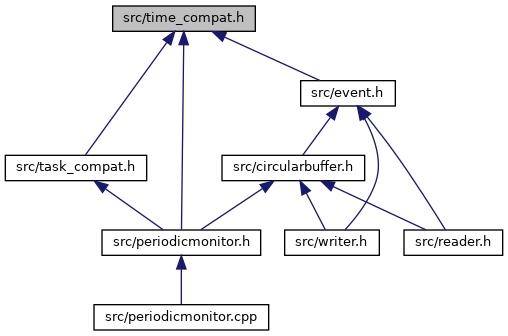 src/time_compat.h
src/event.h
src/task_compat.h
src/circularbuffer.h
src/periodicmonitor.h
src/writer.h
src/reader.h
src/periodicmonitor.cpp